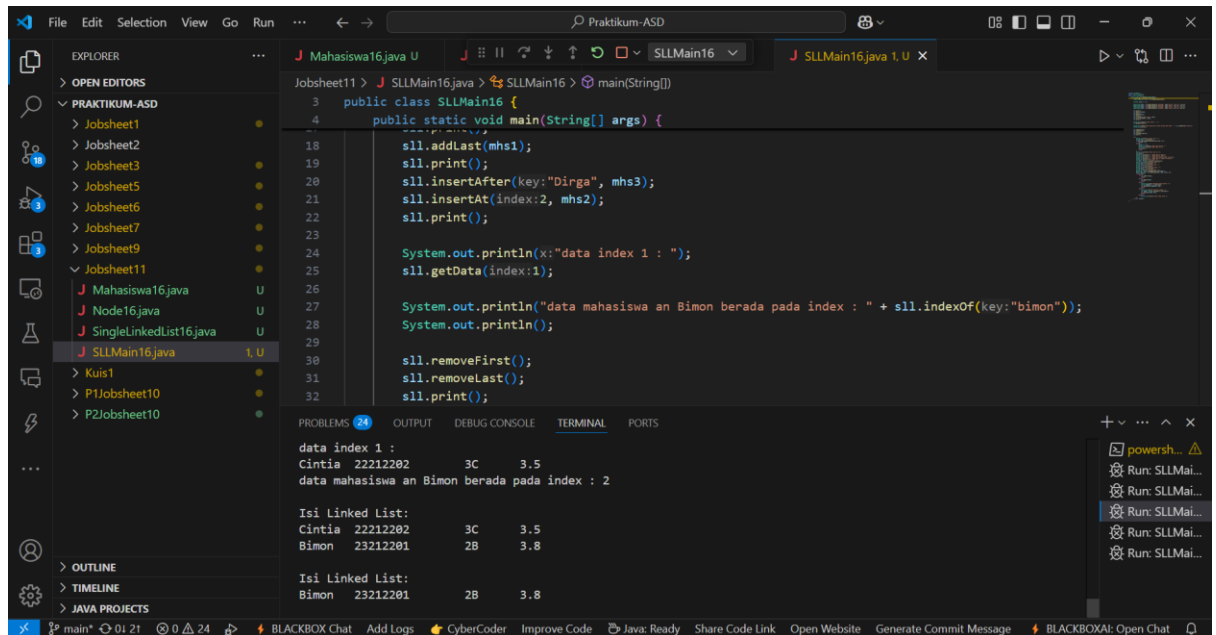 File Edit Selection View Go Run ··· Praktikum-ASD
EXPLORER ···
> OPEN EDITORS
PRAKTIKUM-ASD
> Jobsheet1
> Jobsheet2
> Jobsheet3
> Jobsheet5
> Jobsheet6
> Jobsheet7
> Jobsheet9
Jobsheet11
J Mahasiswa16.java U
J Node16.java U
J SingleLinkedList16.java U
J SLLMain16.java 1, U
> Kuis1
> P1Jobsheet10
> P2Jobsheet10
> OUTLINE
> TIMELINE
> JAVA PROJECTS
18
3
3
J Mahasiswa16.java U J SLLMain16 J SLLMain16.java 1, U
Jobsheet11 > J SLLMain16.java > SLLMain16 > main(String[])
3 public class SLLMain16 {
4 public static void main(String[] args) {
18 sll.addLast(mhs1);
19 sll.print();
20 sll.insertAfter(key:"Dirga", mhs3);
21 sll.insertAt(index:2, mhs2);
22 sll.print();
23
24 System.out.println(x:"data index 1 : ");
25 sll.getData(index:1);
26
27 System.out.println("data mahasiswa an Bimon berada pada index : " + sll.indexOf(key:"bimon"));
28 System.out.println();
29
30 sll.removeFirst();
31 sll.removeLast();
32 sll.print();
PROBLEMS 24 OUTPUT DEBUG CONSOLE TERMINAL PORTS
data index 1 :
Cintia 22212202 3C 3.5
data mahasiswa an Bimon berada pada index : 2
Isi Linked List:
Cintia 22212202 3C 3.5
Bimon 23212201 2B 3.8
Isi Linked List:
Bimon 23212201 2B 3.8
powersh...
Run: SLLMai...
Run: SLLMai...
Run: SLLMai...
Run: SLLMai...
Run: SLLMai...
main* 0↓ 2↑ 0 24 BLACKBOX Chat Add Logs CyberCoder Improve Code Java: Ready Share Code Link Open Website Generate Commit Message BLACKBOXAI: Open Chat